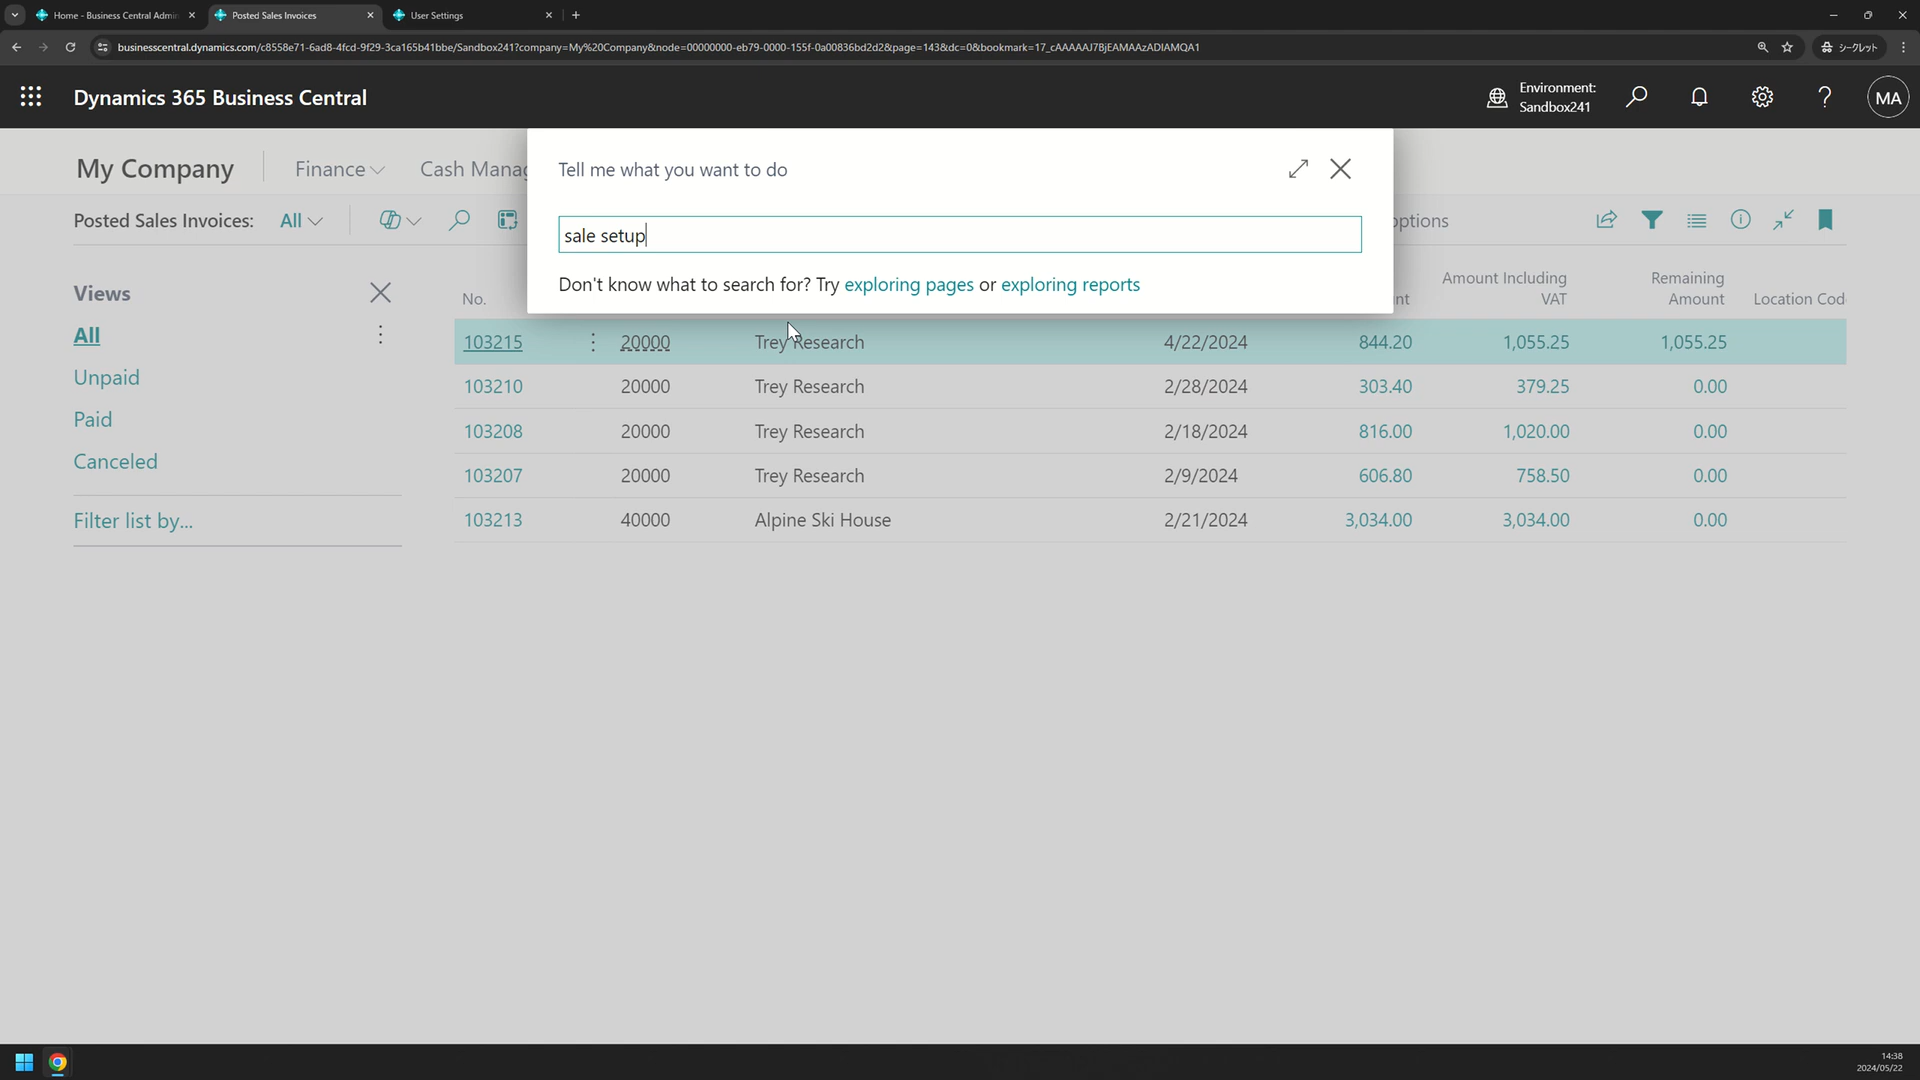 Home - Business Central Admin
Posted Sales Invoices
User Settings
businesscentral.dynamics.com/c8558e71-6ad8-4fcd-9f29-3ca165b41bbe/Sandbox241?company=My%20Company&node=00000000-eb79-0000-155f-0a00836bd2d2&page=143&dc=0&bookmark=17_cAAAAAJ7BjEAMAAzADIAMQA1
シークレット
Dynamics 365 Business Central
Environment:
Sandbox241
MA
My Company
Finance
Cash Manag
Tell me what you want to do
sale setup
Don't know what to search for? Try exploring pages or exploring reports
Posted Sales Invoices: All
options
Views
All
Unpaid
Paid
Canceled
Filter list by...
No. nt Amount Including VAT Remaining Amount Location Cod
103215 20000 Trey Research 4/22/2024 844.20 1,055.25 1,055.25
103210 20000 Trey Research 2/28/2024 303.40 379.25 0.00
103208 20000 Trey Research 2/18/2024 816.00 1,020.00 0.00
103207 20000 Trey Research 2/9/2024 606.80 758.50 0.00
103213 40000 Alpine Ski House 2/21/2024 3,034.00 3,034.00 0.00
14:38
2024/05/22